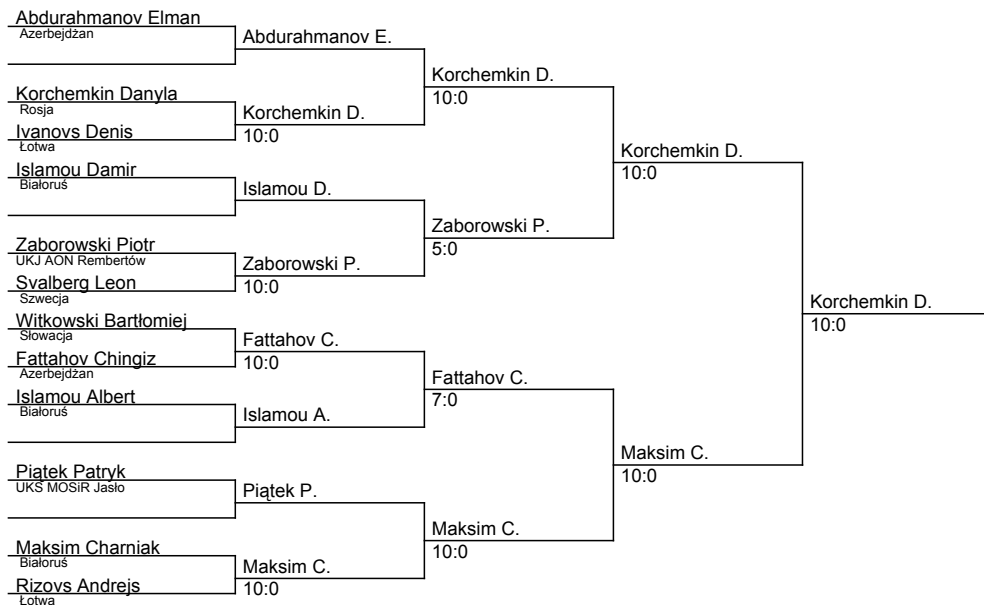 Abdurahmanov Elman
Azerbejdżan
Abdurahmanov E.
Korchemkin D.
10:0
Korchemkin Danyla
Rosja
Korchemkin D.
10:0
Ivanovs Denis
Łotwa
Korchemkin D.
10:0
Islamou Damir
Białoruś
Islamou D.
Zaborowski P.
5:0
Zaborowski Piotr
UKJ AON Rembertów
Zaborowski P.
10:0
Svalberg Leon
Szwecja
Korchemkin D.
10:0
Witkowski Bartłomiej
Słowacja
Fattahov C.
10:0
Fattahov Chingiz
Azerbejdżan
Fattahov C.
7:0
Islamou Albert
Białoruś
Islamou A.
Maksim C.
10:0
Piątek Patryk
UKS MOSiR Jasło
Piątek P.
Maksim C.
10:0
Maksim Charniak
Białoruś
Maksim C.
10:0
Rizovs Andrejs
Łotwa